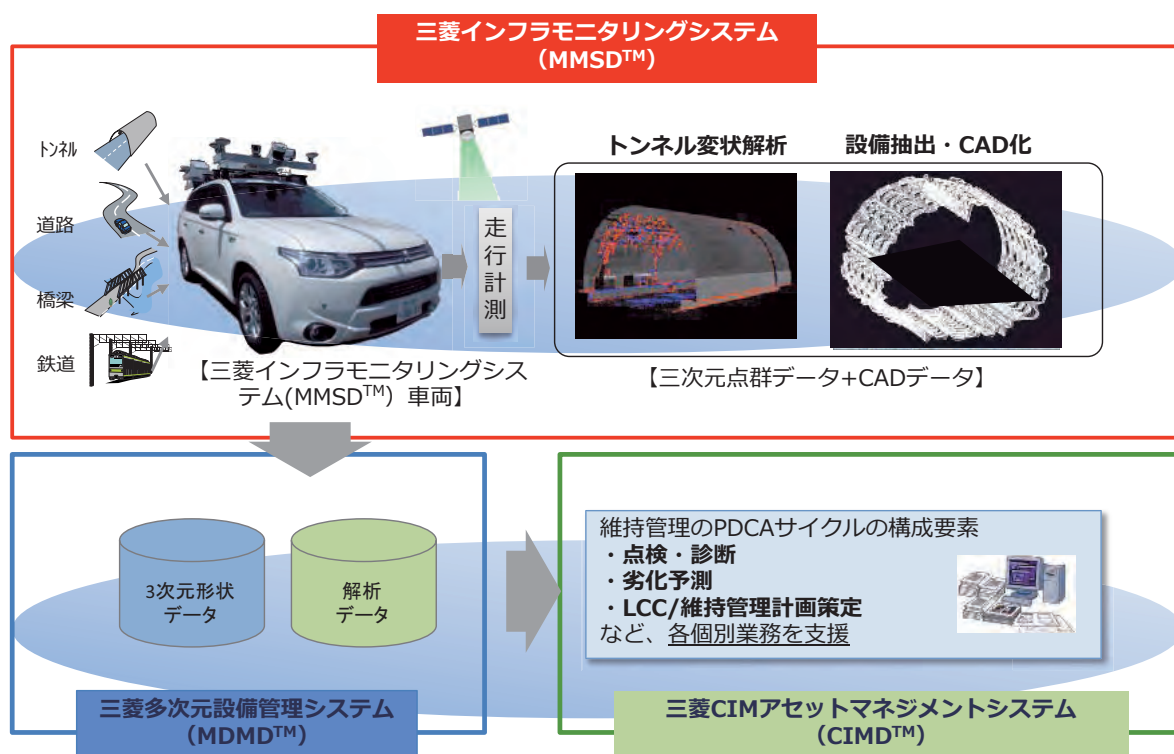 三菱インフラモニタリングシステム
（MMSD™）
トンネル
道路
橋梁
鉄道
走行計測
トンネル変状解析
設備抽出・CAD化
【三菱インフラモニタリングシス
テム(MMSD™）車両】
【三次元点群データ+CADデータ】
3次元形状
データ
解析
データ
三菱多次元設備管理システム
（MDMD™）
維持管理のPDCAサイクルの構成要素
・点検・診断
・劣化予測
・LCC/維持管理計画策定
など、各個別業務を支援
三菱CIMアセットマネジメントシステム
（CIMD™）